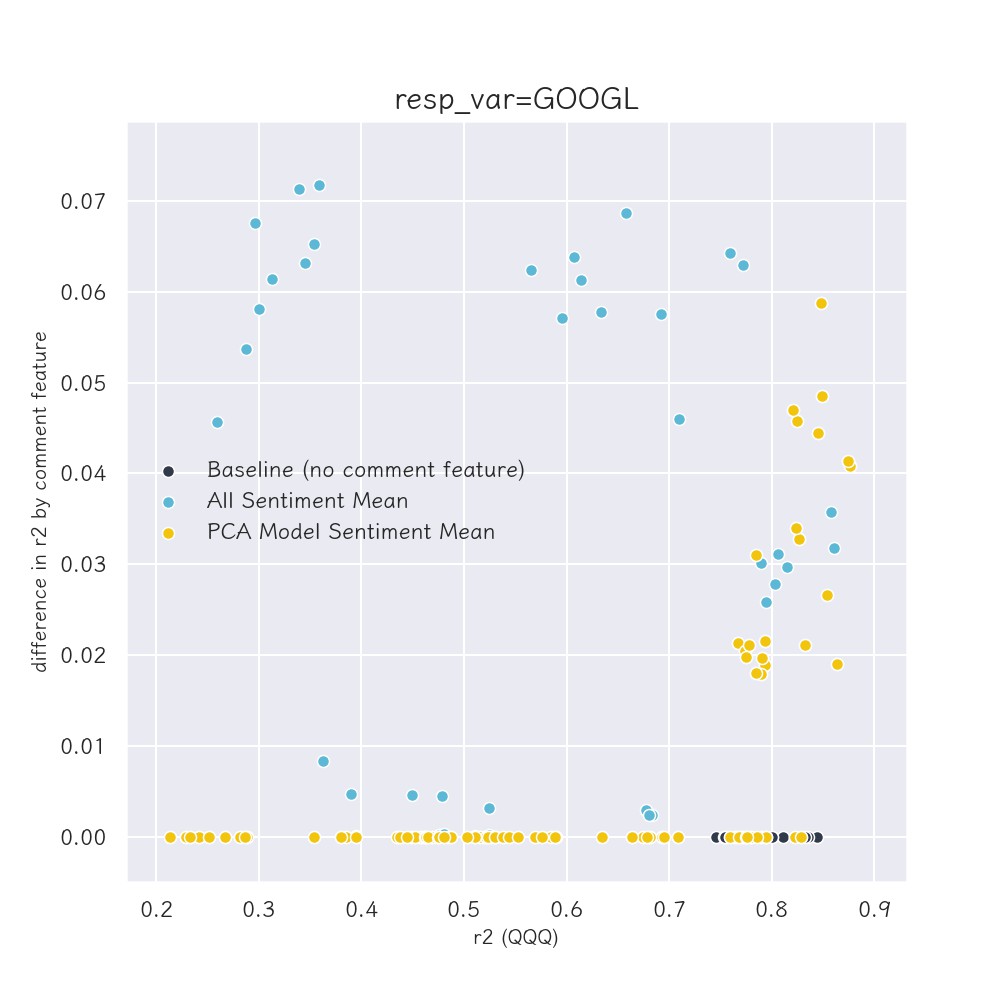 resp_var=GOOGL
0.07
0.06
0.05
0.04
0.03
0.02
0.01
0.00
difference in r2 by comment feature
Baseline (no comment feature)
All Sentiment Mean
PCA Model Sentiment Mean
0.2 0.3 0.4 0.5 0.6 0.7 0.8 0.9
r2 (QQQ)